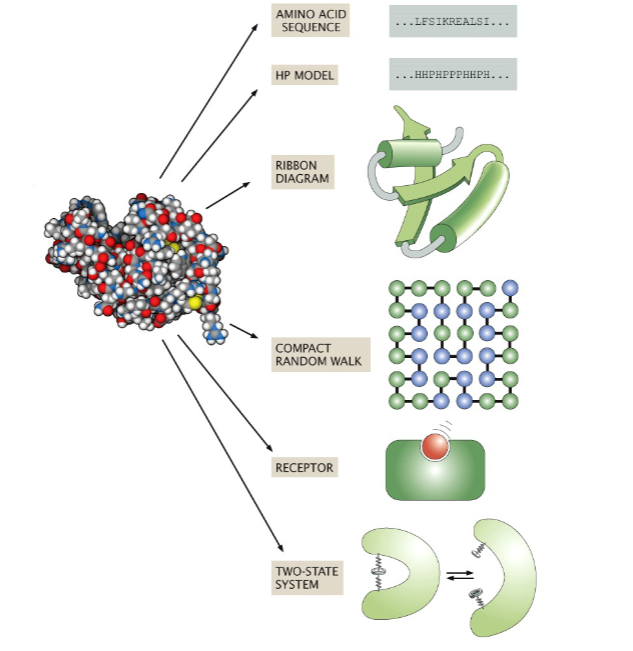 AMINO ACID
SEQUENCE
...LFSIKREALSI...
HP MODEL
...HHPHPPPHHPH...
RIBBON
DIAGRAM
COMPACT
RANDOM WALK
RECEPTOR
TWO-STATE
SYSTEM